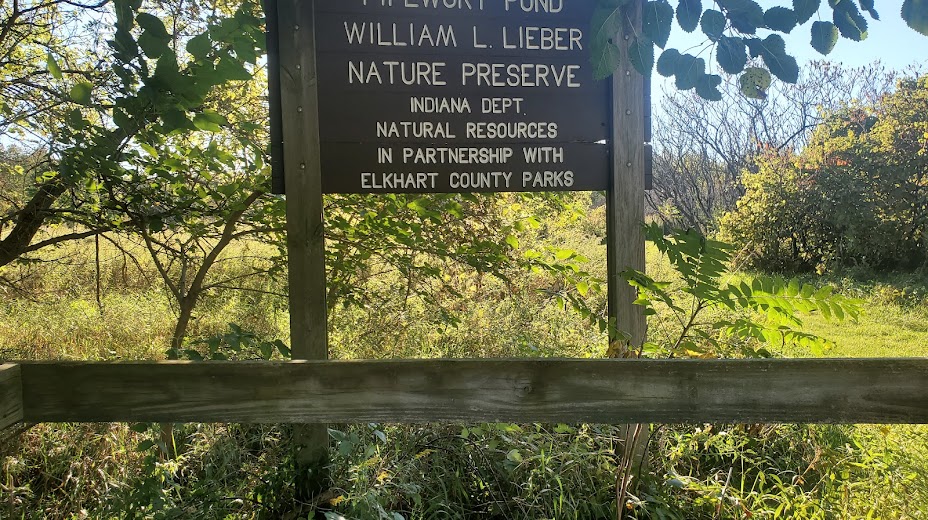 PIPEWORT POND
WILLIAM L. LIEBER
NATURE PRESERVE
INDIANA DEPT.
NATURAL RESOURCES
IN PARTNERSHIP WITH
ELKHART COUNTY PARKS